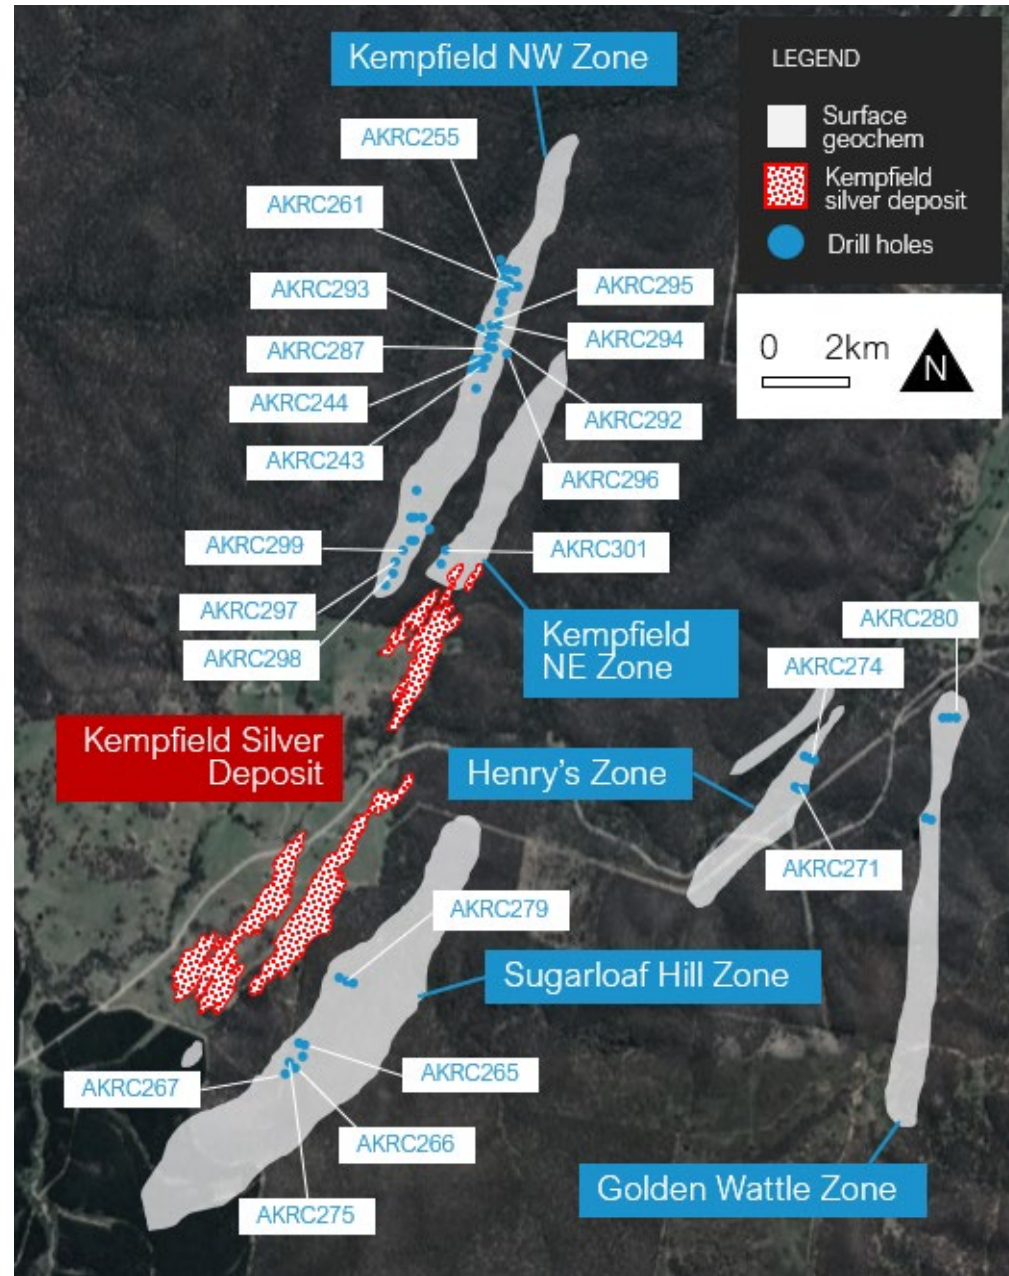 Kempfield NW Zone
LEGEND
Surface
geochem
Kempfield
silver deposit
Drill holes
0 2km
N
AKRC255
AKRC261
AKRC293
AKRC295
AKRC287
AKRC294
AKRC244
AKRC292
AKRC243
AKRC296
AKRC299
AKRC301
AKRC297
AKRC298
Kempfield
NE Zone
AKRC280
AKRC274
Kempfield Silver
Deposit
Henry's Zone
AKRC271
AKRC279
Sugarloaf Hill Zone
AKRC267
AKRC265
AKRC266
Golden Wattle Zone
AKRC275